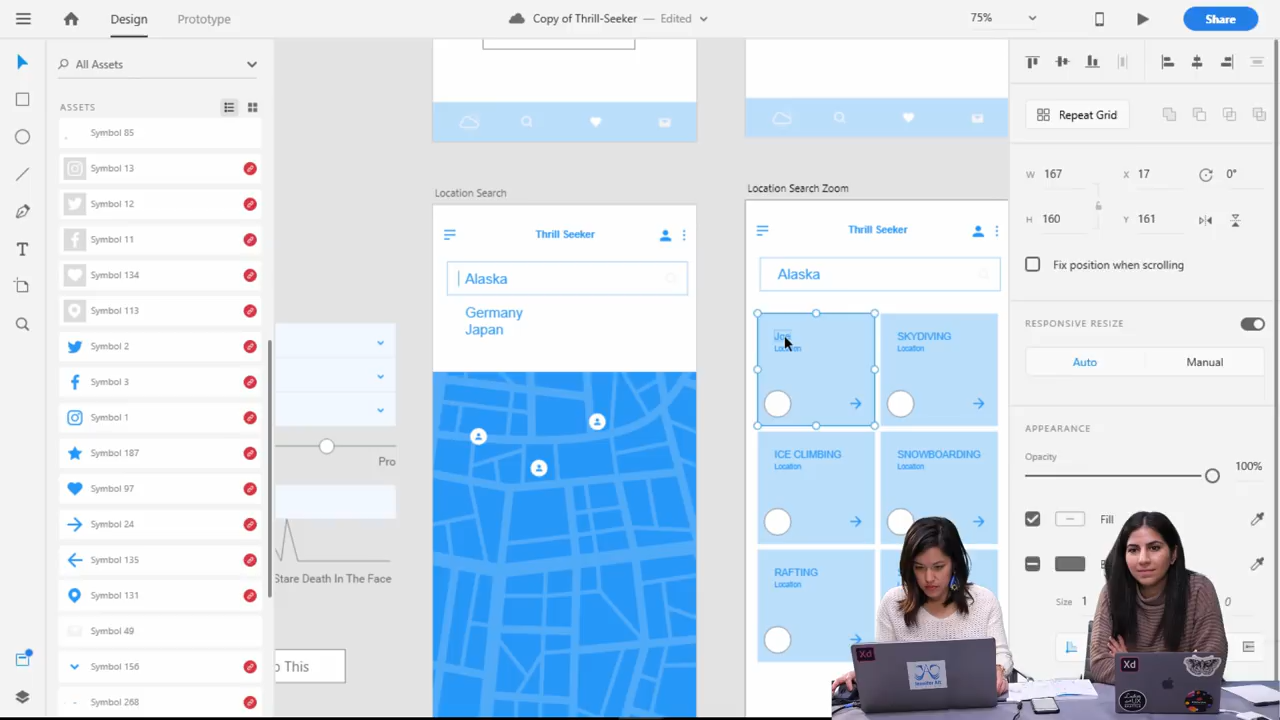 Design
Prototype
Copy of Thrill-Seeker — Edited
75%
Share
All Assets
ASSETS
Symbol 85
Symbol 13
Symbol 12
Symbol 11
Symbol 134
Symbol 113
Symbol 2
Symbol 3
Symbol 1
Symbol 187
Symbol 97
Symbol 24
Symbol 135
Symbol 131
Symbol 49
Symbol 156
Symbol 268
Pro
Stare Death In The Face
This
Location Search
Thrill Seeker
Alaska
Germany
Japan
Location Search Zoom
Thrill Seeker
Alaska
Location
SKYDIVING
Location
ICE CLIMBING
Location
SNOWBOARDING
Location
RAFTING
Location
Repeat Grid
W 167
X 17
0°
H 160
Y 161
Fix position when scrolling
RESPONSIVE RESIZE
Auto
Manual
APPEARANCE
Opacity
100%
Fill
Size 1
0
Xd
Xd